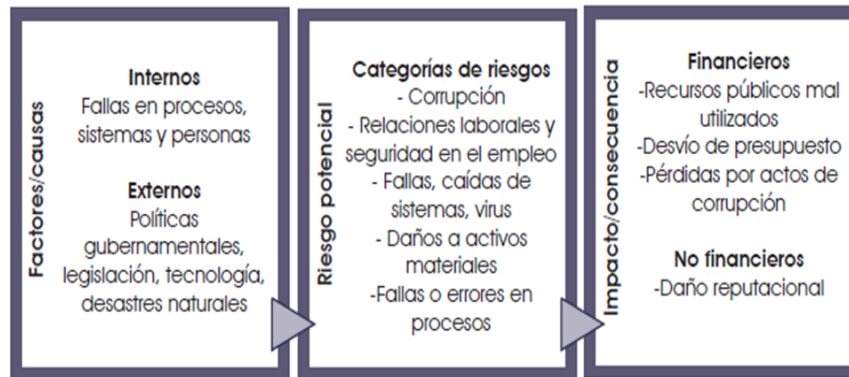 Factores/causas
Internos
Fallas en procesos,
sistemas y personas
Externos
Políticas
gubernamentales,
legislación, tecnología,
desastres naturales
Riesgo potencial
Categorías de riesgos
- Corrupción
- Relaciones laborales y
seguridad en el empleo
- Fallas, caídas de
sistemas, virus
- Daños a activos
materiales
-Fallas o errores en
procesos
Impacto/consecuencia
Financieros
-Recursos públicos mal
utilizados
-Desvío de presupuesto
-Pérdidas por actos de
corrupción
No financieros
-Daño reputacional